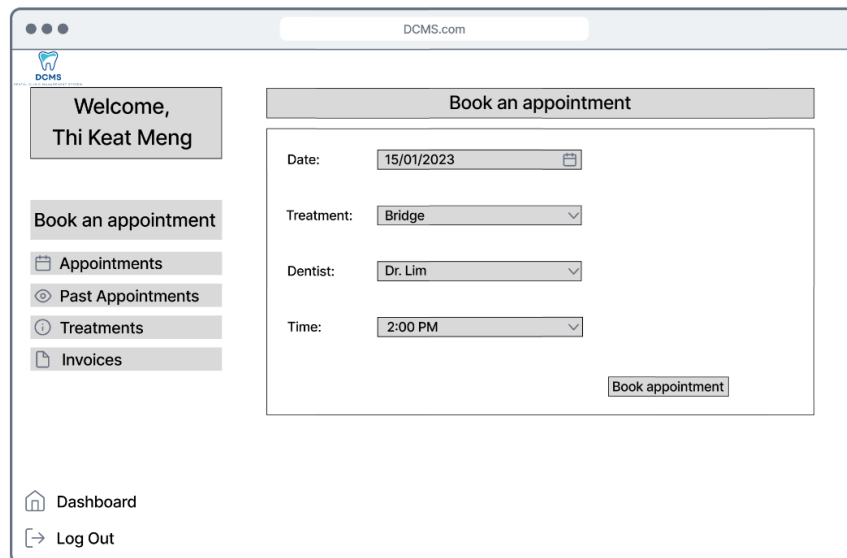 DCMS.com
DCMS
Welcome,
Thi Keat Meng
Book an appointment
Appointments
Past Appointments
Treatments
Invoices
Dashboard
Log Out
Book an appointment
Date:
15/01/2023
Treatment:
Bridge
Dentist:
Dr. Lim
Time:
2:00 PM
Book appointment